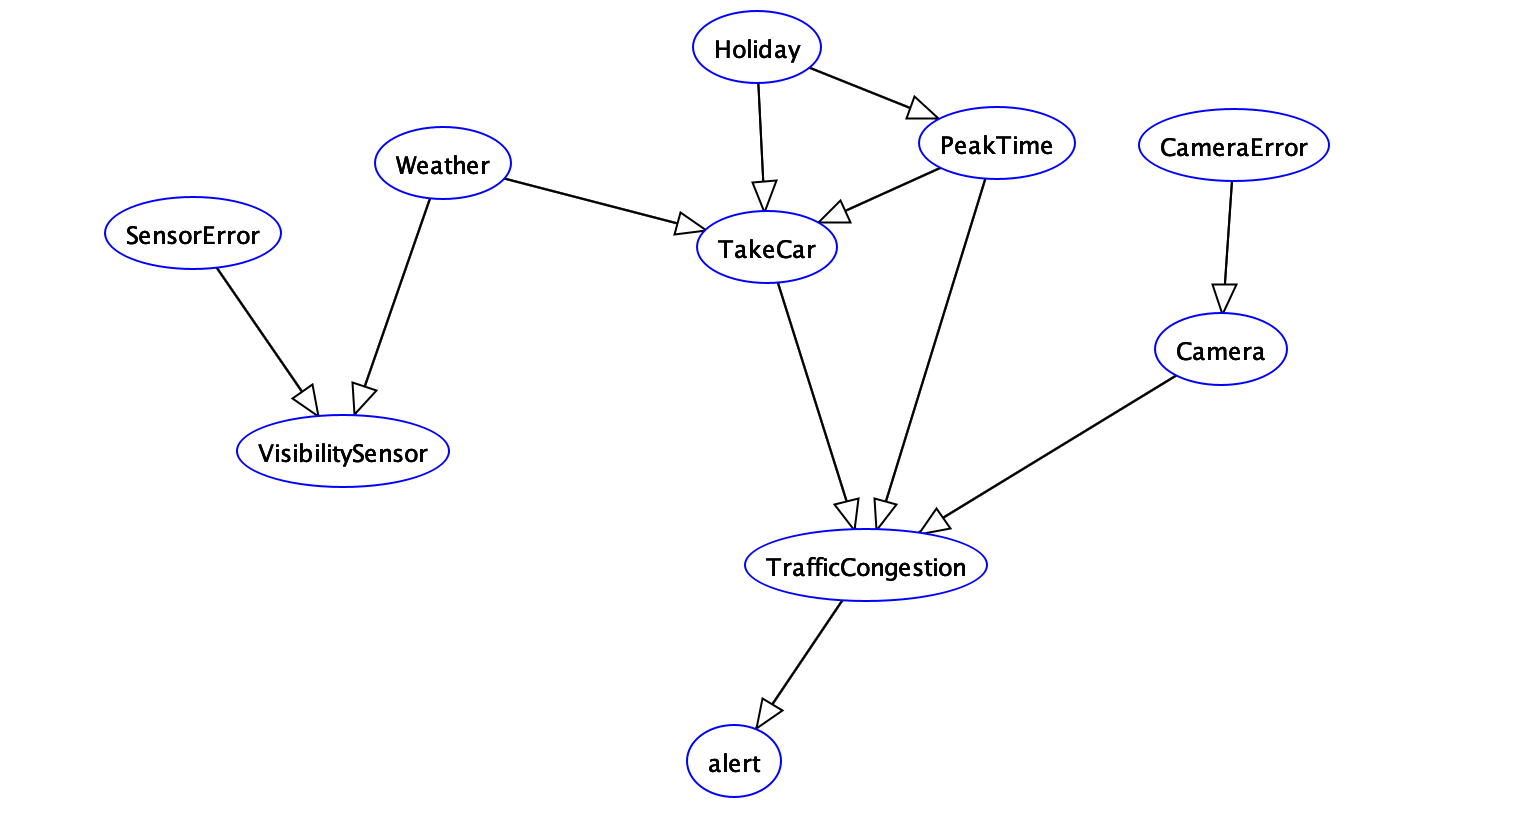 Holiday
PeakTime
CameraError
Weather
SensorError
TakeCar
Camera
VisibilitySensor
TrafficCongestion
alert